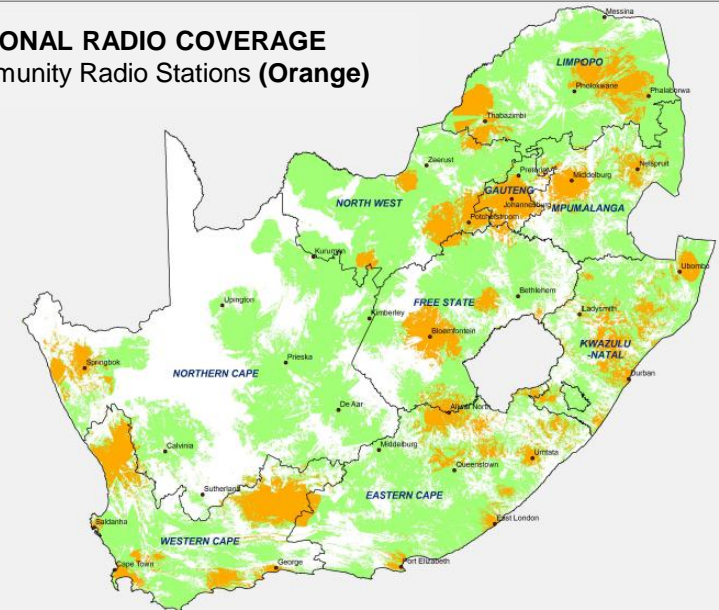 ONAL RADIO COVERAGE
munity Radio Stations (Orange)
Messina
LIMPOPO
Pholokwane
Phalaborwa
Thabazimbi
Zeerust
Nelspruit
Pretoria
Middelburg
GAUTENG
NORTH WEST
Johannesburg
MPUMALANGA
Potchefstroom
Kuruman
Ubombo
Upington
Bethlehem
FREE STATE
Kimberley
Ladysmith
Bloemfontein
KWAZULU
-NATAL
Prieska
Springbok
NORTHERN CAPE
Durban
De Aar
Aliwal North
Middelburg
Calvinia
Umtata
Queenstown
Sutherland
EASTERN CAPE
Saldanha
East London
WESTERN CAPE
Cape Town
George
Port Elizabeth